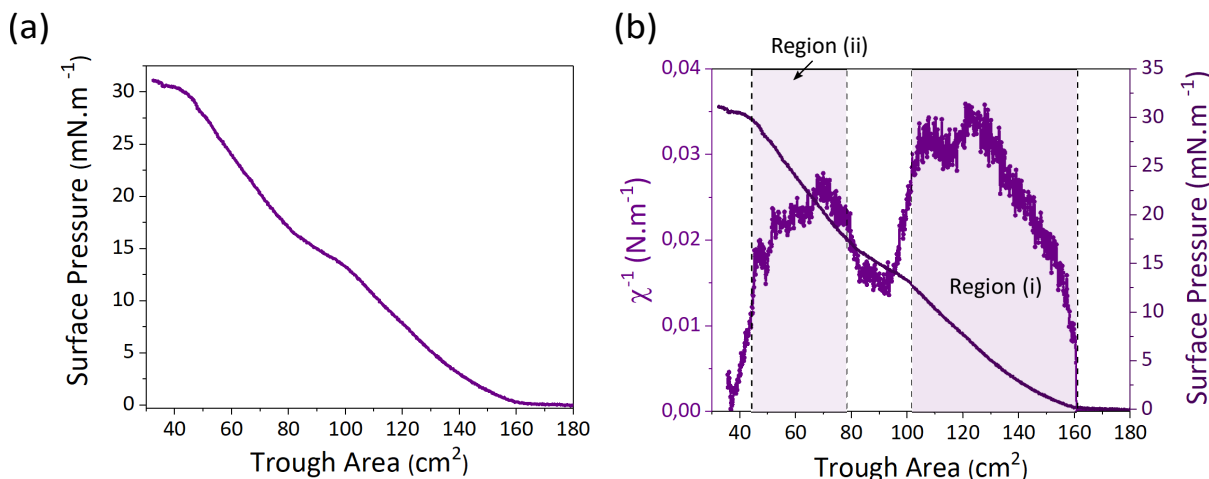 (a)
Surface Pressure (mN.m⁻¹)
30
25
20
15
10
5
0
40 60 80 100 120 140 160 180
Trough Area (cm²)
(b)
Region (ii)
χ⁻¹ (N.m⁻¹)
0,04
0,03
0,02
0,01
0,00
Region (i)
35
30
25
20
15
10
5
0
Surface Pressure (mN.m⁻¹)
40 60 80 100 120 140 160 180
Trough Area (cm²)